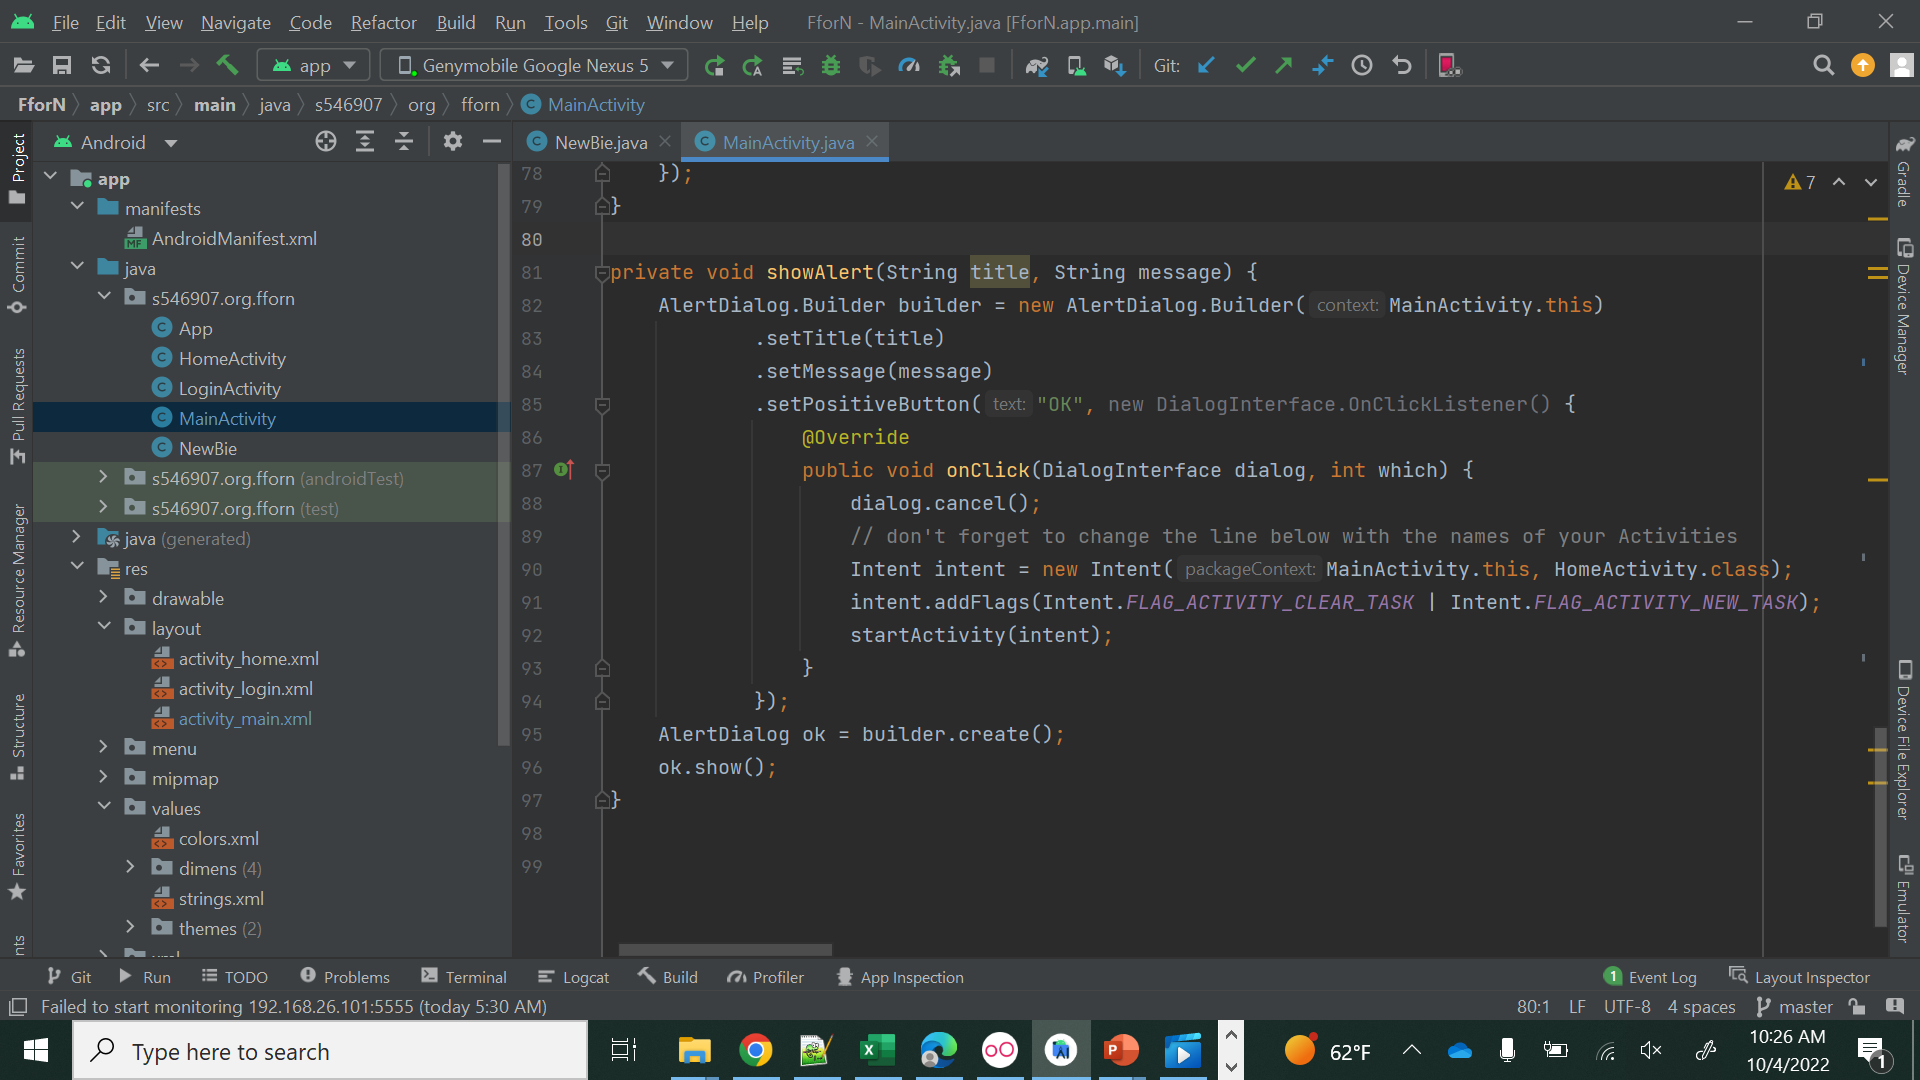 File Edit View Navigate Code Refactor Build Run Tools Git Window Help FforN - MainActivity.java [FforN.app.main]
app Genymobile Google Nexus 5 Git:
FforN app src main java s546907 org fforn MainActivity
Android
NewBie.java MainActivity.java
Project
Commit
Pull Requests
Resource Manager
Structure
Favorites
nts
app
manifests
AndroidManifest.xml
java
s546907.org.fforn
App
HomeActivity
LoginActivity
MainActivity
NewBie
s546907.org.fforn (androidTest)
s546907.org.fforn (test)
java (generated)
res
drawable
layout
activity_home.xml
activity_login.xml
activity_main.xml
menu
mipmap
values
colors.xml
dimens (4)
strings.xml
themes (2)
7
78 });
79 }
80
81 private void showAlert(String title, String message) {
82 AlertDialog.Builder builder = new AlertDialog.Builder( context: MainActivity.this)
83 .setTitle(title)
84 .setMessage(message)
85 .setPositiveButton( text: "OK", new DialogInterface.OnClickListener() {
86 @Override
87 public void onClick(DialogInterface dialog, int which) {
88 dialog.cancel();
89 // don't forget to change the line below with the names of your Activities
90 Intent intent = new Intent( packageContext: MainActivity.this, HomeActivity.class);
91 intent.addFlags(Intent.FLAG_ACTIVITY_CLEAR_TASK | Intent.FLAG_ACTIVITY_NEW_TASK);
92 startActivity(intent);
93 }
94 });
95 AlertDialog ok = builder.create();
96 ok.show();
97 }
98
99
Gradle
Device Manager
Device File Explorer
Emulator
Git Run TODO Problems Terminal Logcat Build Profiler App Inspection 1 Event Log Layout Inspector
Failed to start monitoring 192.168.26.101:5555 (today 5:30 AM) 80:1 LF UTF-8 4 spaces master
Type here to search
62°F
10:26 AM
10/4/2022
1